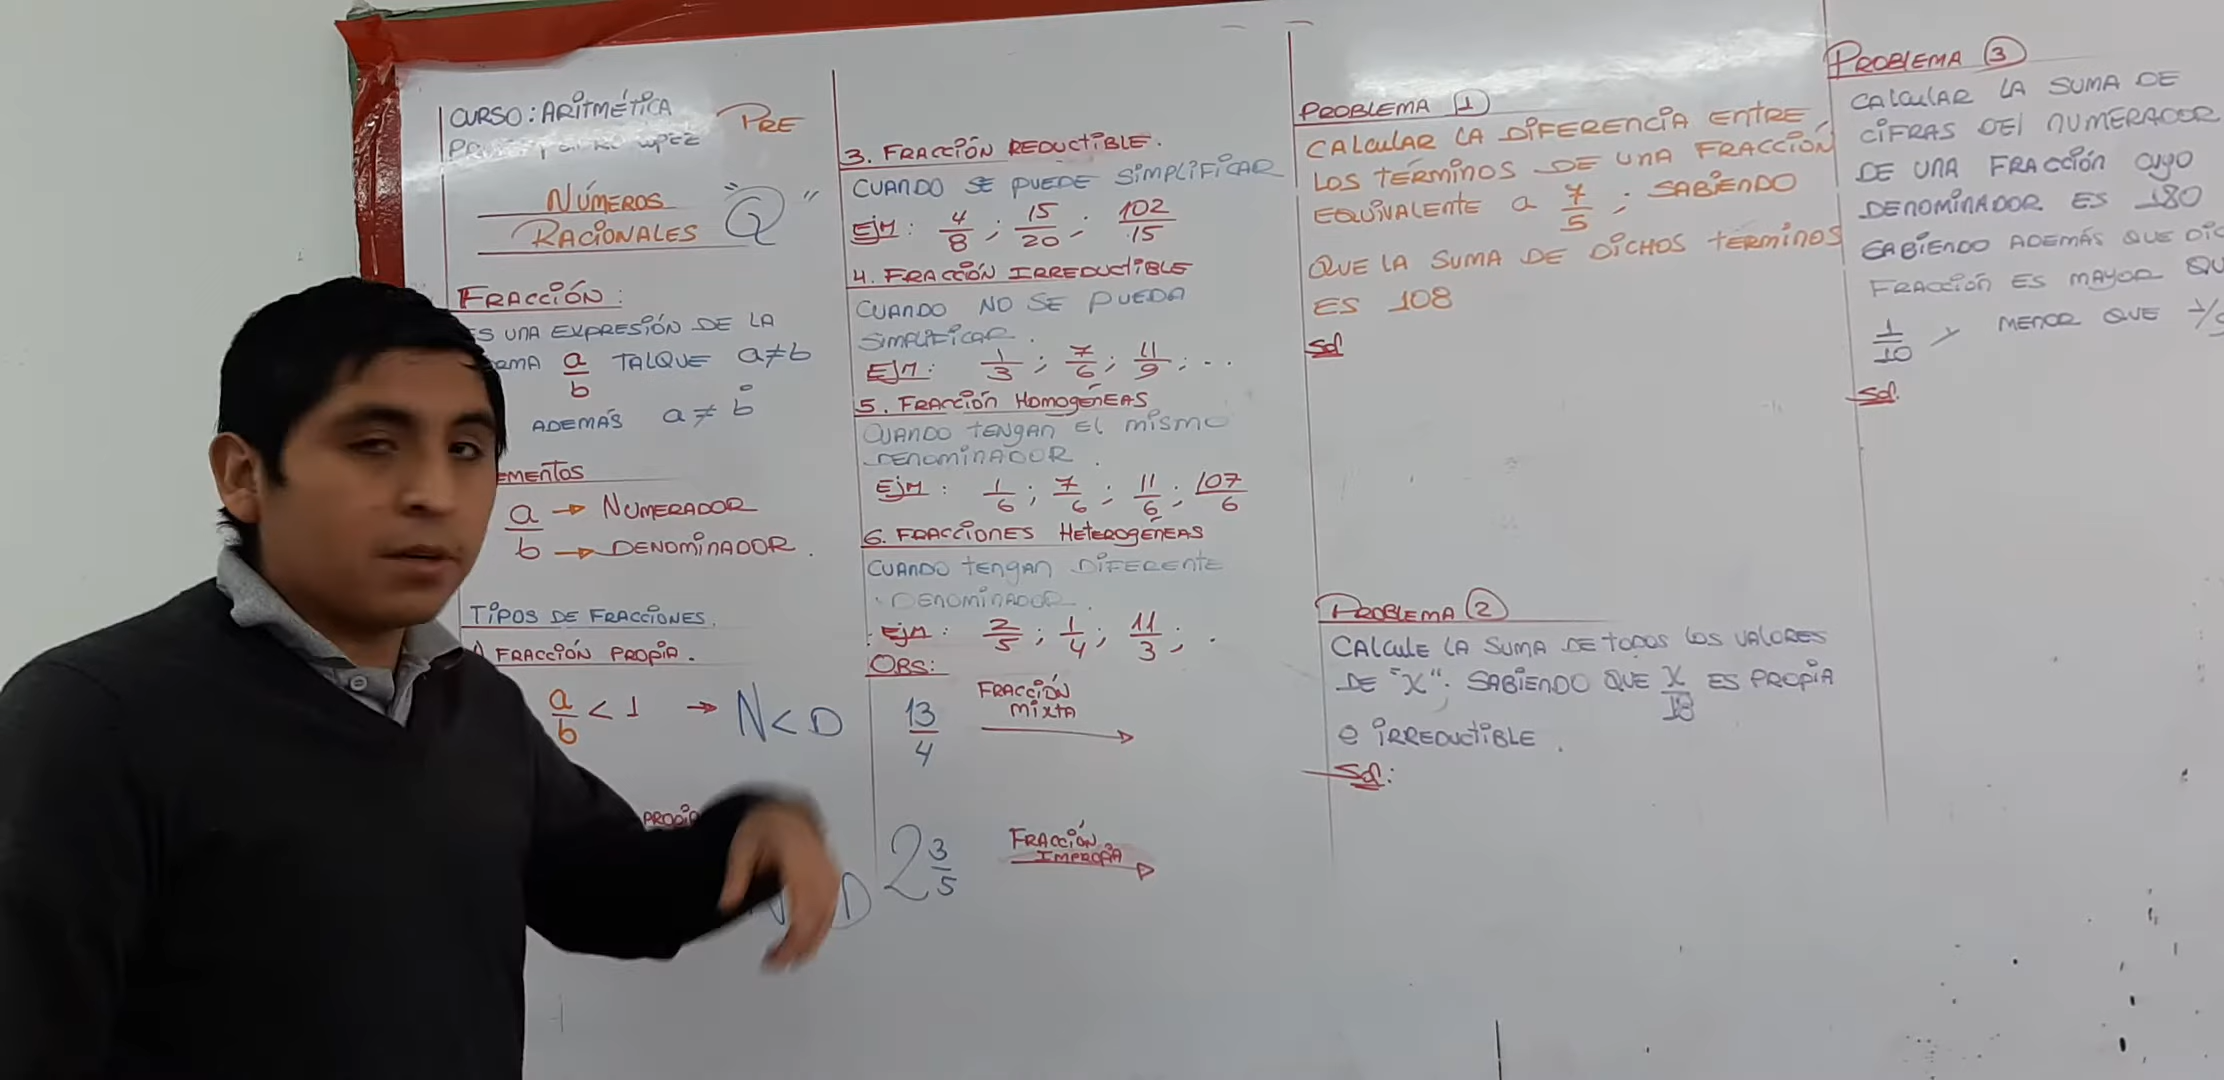 CURSO: ARITMÉTICA
PRE
NÚMEROS
RACIONALES "Q"
FRACCIÓN:
ES UNA EXPRESIÓN DE LA
a/b TALQUE a≠b
ADEMÁS a≠b°
a/b → NUMERADOR
→ DENOMINADOR.
TIPOS DE FRACCIONES.
FRACCIÓN PROPIA.
a/b < 1 → N<D
D
3. FRACCIÓN REDUCTIBLE.
CUANDO SE PUEDE SIMPLIFICAR
EJM: 4/8 ; 15/20 ; 102/15
4. FRACCIÓN IRREDUCTIBLE
CUANDO NO SE PUEDA
SIMPLIFICAR.
EJM: 1/3 ; 7/6 ; 11/9 ; ..
5. FRACCIÓN HOMOGÉNEAS
CUANDO TENGAN EL MISMO
DENOMINADOR.
EJM: 1/6 ; 7/6 ; 11/6 ; 107/6
6. FRACCIONES HETEROGÉNEAS
CUANDO TENGAN DIFERENTE
DENOMINADOR.
EJM: 2/5 ; 1/4 ; 11/3 ; .
OBS:
13/4 FRACCIÓN MIXTA →
2 3/5 FRACCIÓN IMPROPIA →
PROBLEMA 1
CALCULAR LA DIFERENCIA ENTRE
LOS TÉRMINOS DE UNA FRACCIÓN
EQUIVALENTE A 7/5 ; SABIENDO
QUE LA SUMA DE DICHOS TERMINOS
ES 108
Sol
PROBLEMA 2
CALCULE LA SUMA DE TODOS LOS VALORES
DE "X"; SABIENDO QUE X/18 ES PROPIA
e IRREDUCTIBLE.
Sol:
PROBLEMA 3
CALCULAR LA SUMA DE
CIFRAS DEL NUMERADOR
DE UNA FRACCIÓN CUYO
DENOMINADOR ES 180
SABIENDO ADEMÁS QUE DIC
FRACCIÓN ES MAYOR QU
1/10 y MENOR QUE 1/9
Sol.